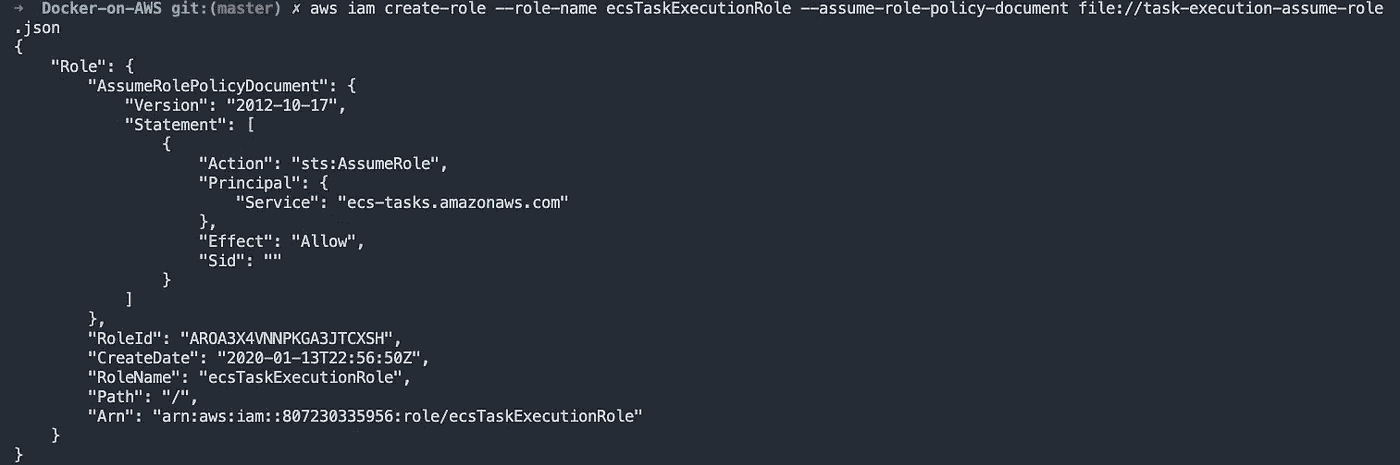 ➜  Docker-on-AWS git:(master) ✗ aws iam create-role --role-name ecsTaskExecutionRole --assume-role-policy-document file://task-execution-assume-role
.json
{
    "Role": {
        "AssumeRolePolicyDocument": {
            "Version": "2012-10-17",
            "Statement": [
                {
                    "Action": "sts:AssumeRole",
                    "Principal": {
                        "Service": "ecs-tasks.amazonaws.com"
                    },
                    "Effect": "Allow",
                    "Sid": ""
                }
            ]
        },
        "RoleId": "AROA3X4VNNPKGA3JTCXSH",
        "CreateDate": "2020-01-13T22:56:50Z",
        "RoleName": "ecsTaskExecutionRole",
        "Path": "/",
        "Arn": "arn:aws:iam::807230335956:role/ecsTaskExecutionRole"
    }
}